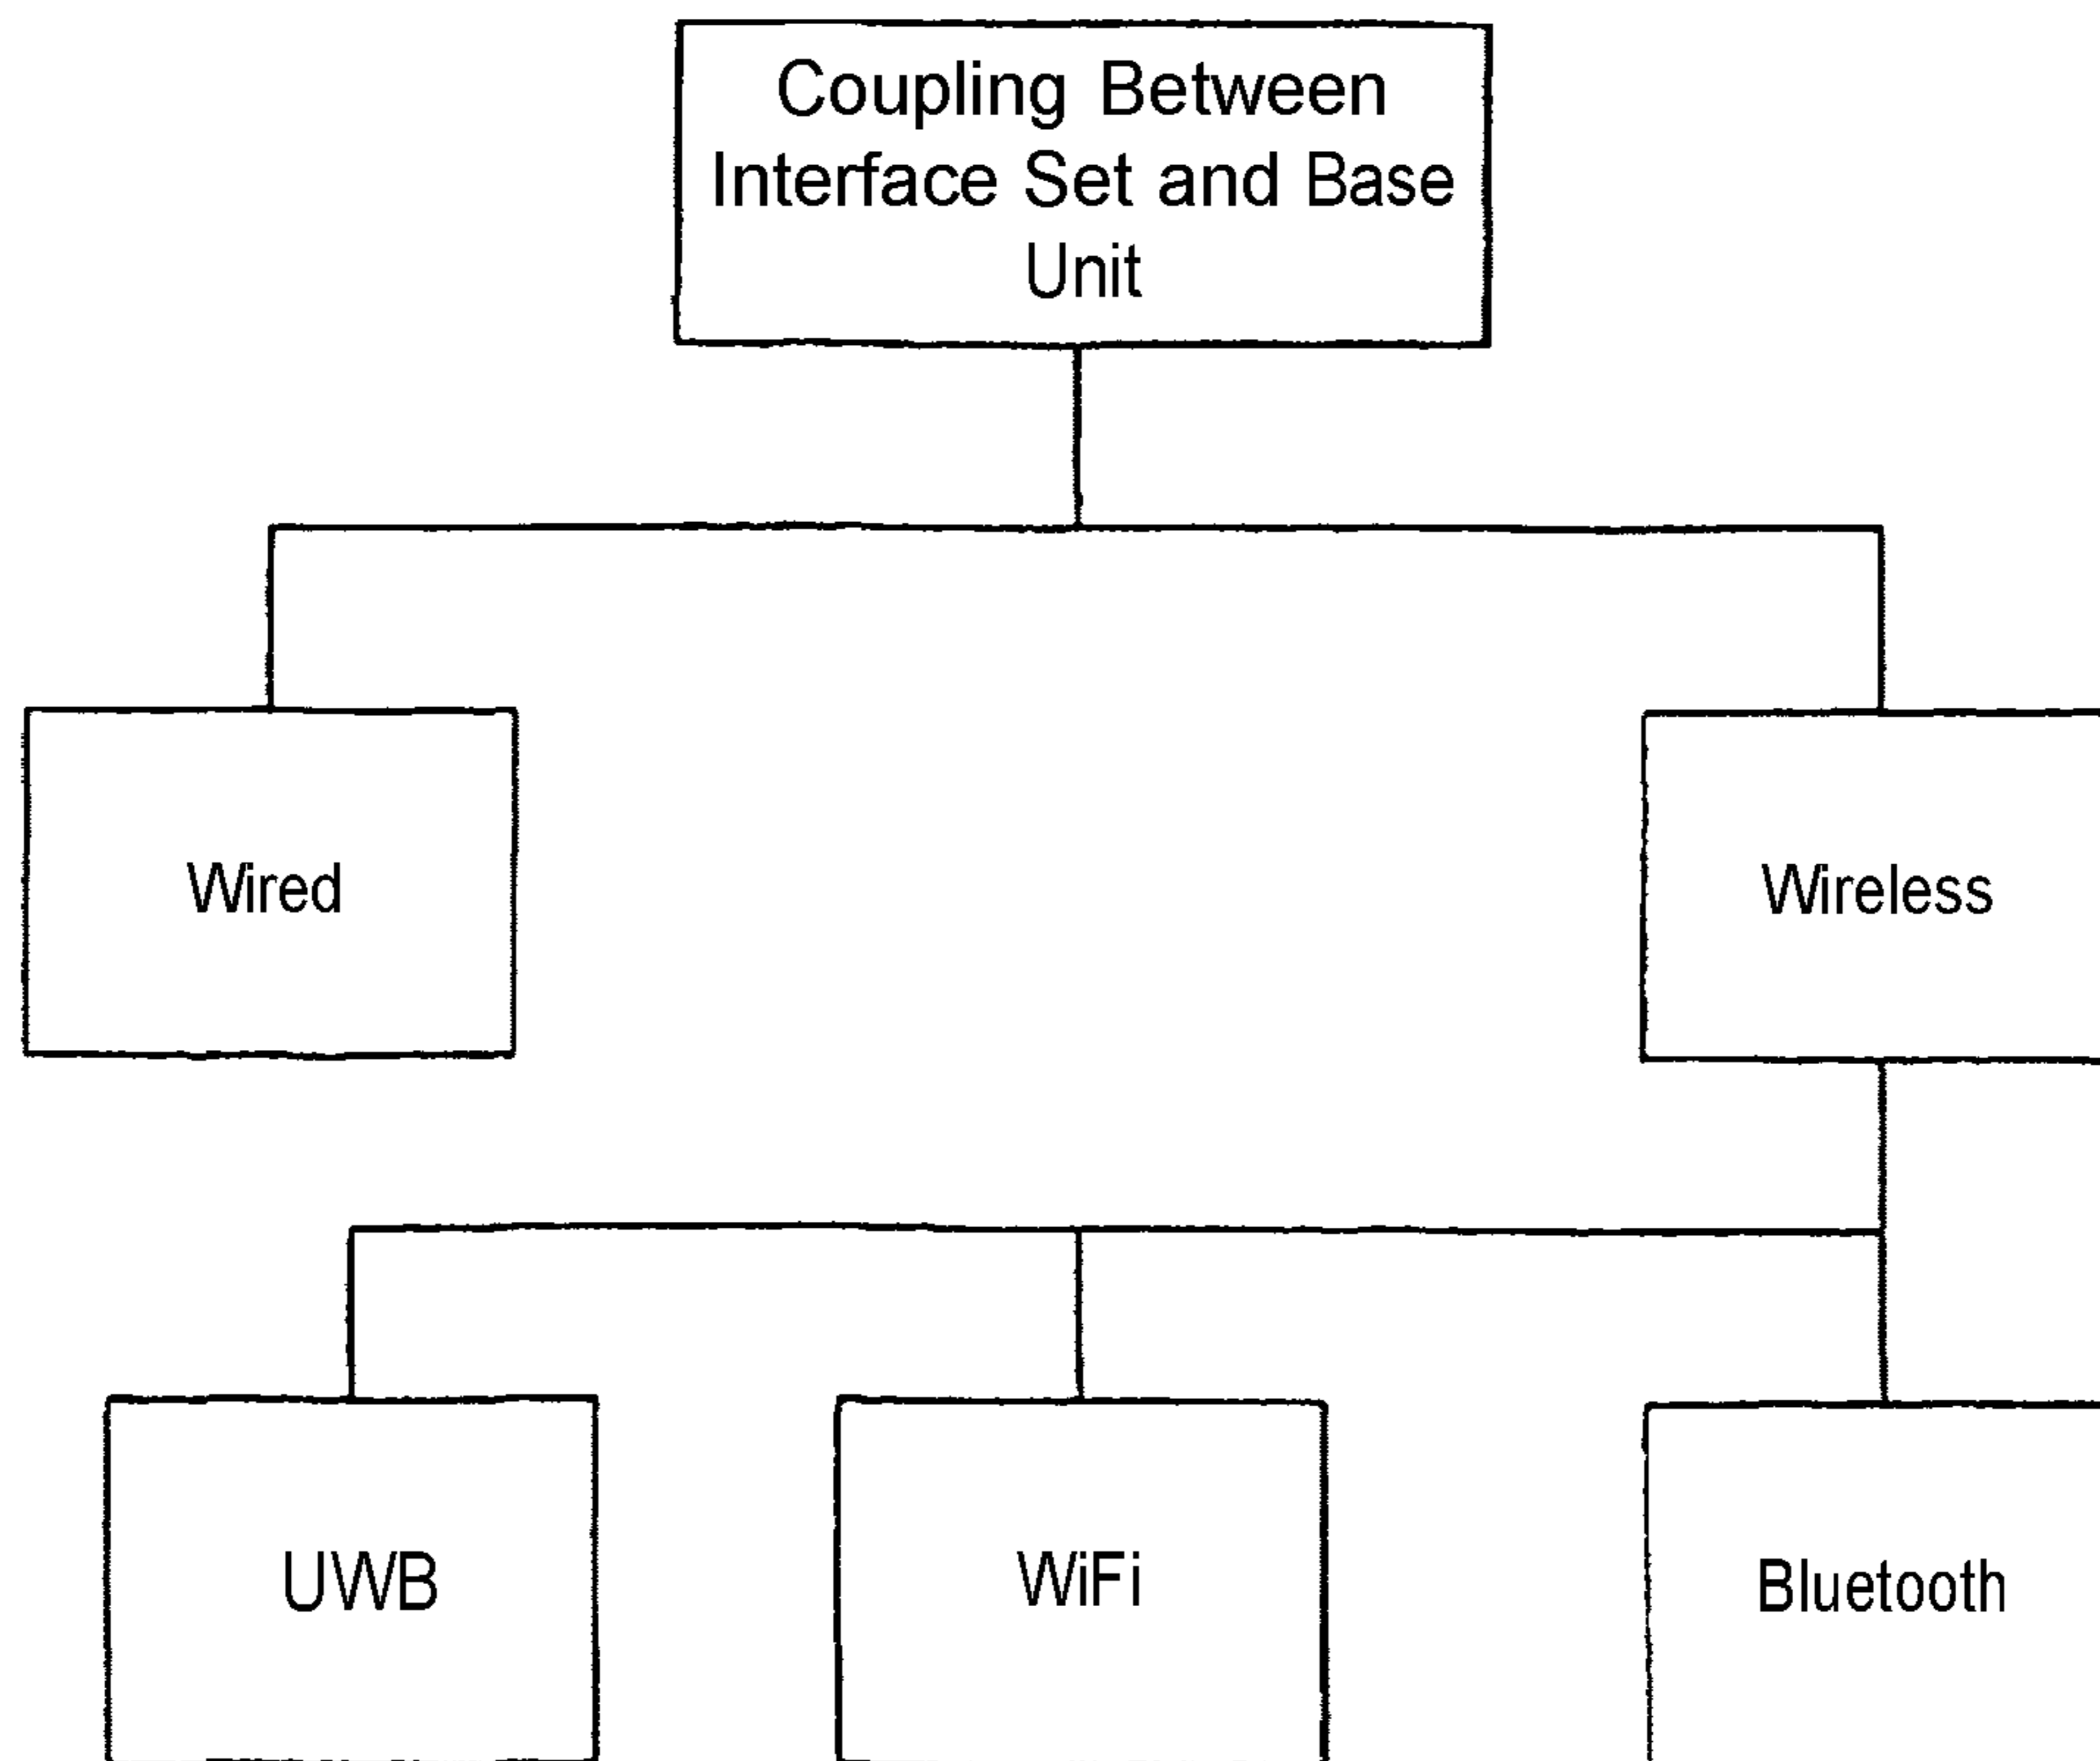 Coupling Between
Interface Set and Base
Unit
Wired
Wireless
UWB
WiFi
Bluetooth